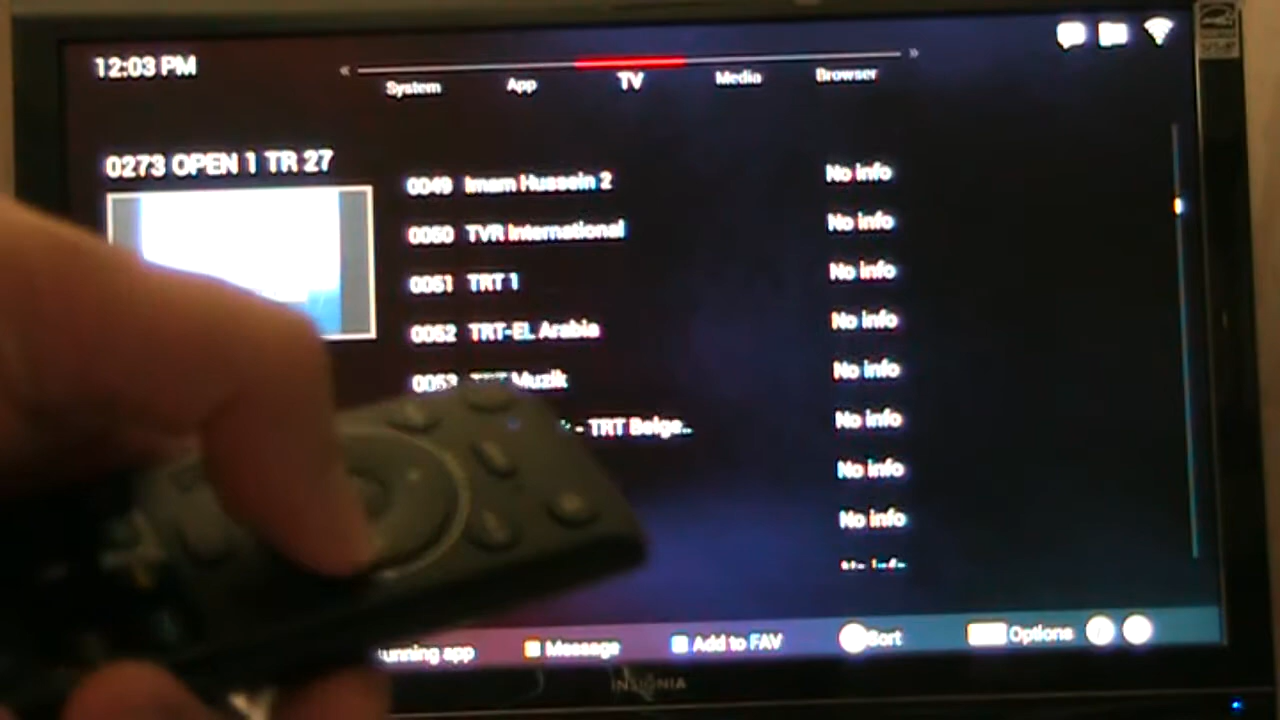 12:03 PM
System App TV Media Browser
0273 OPEN 1 TR 27
0049 Imam Hussein 2 No info
0050 TVR International No info
0051 TRT 1 No info
0052 TRT-EL Arabia No info
0053 TRT Muzik No info
- TRT Belge.. No info
No info
No info
unning app Message Add to FAV Sort Options
INSIGNIA